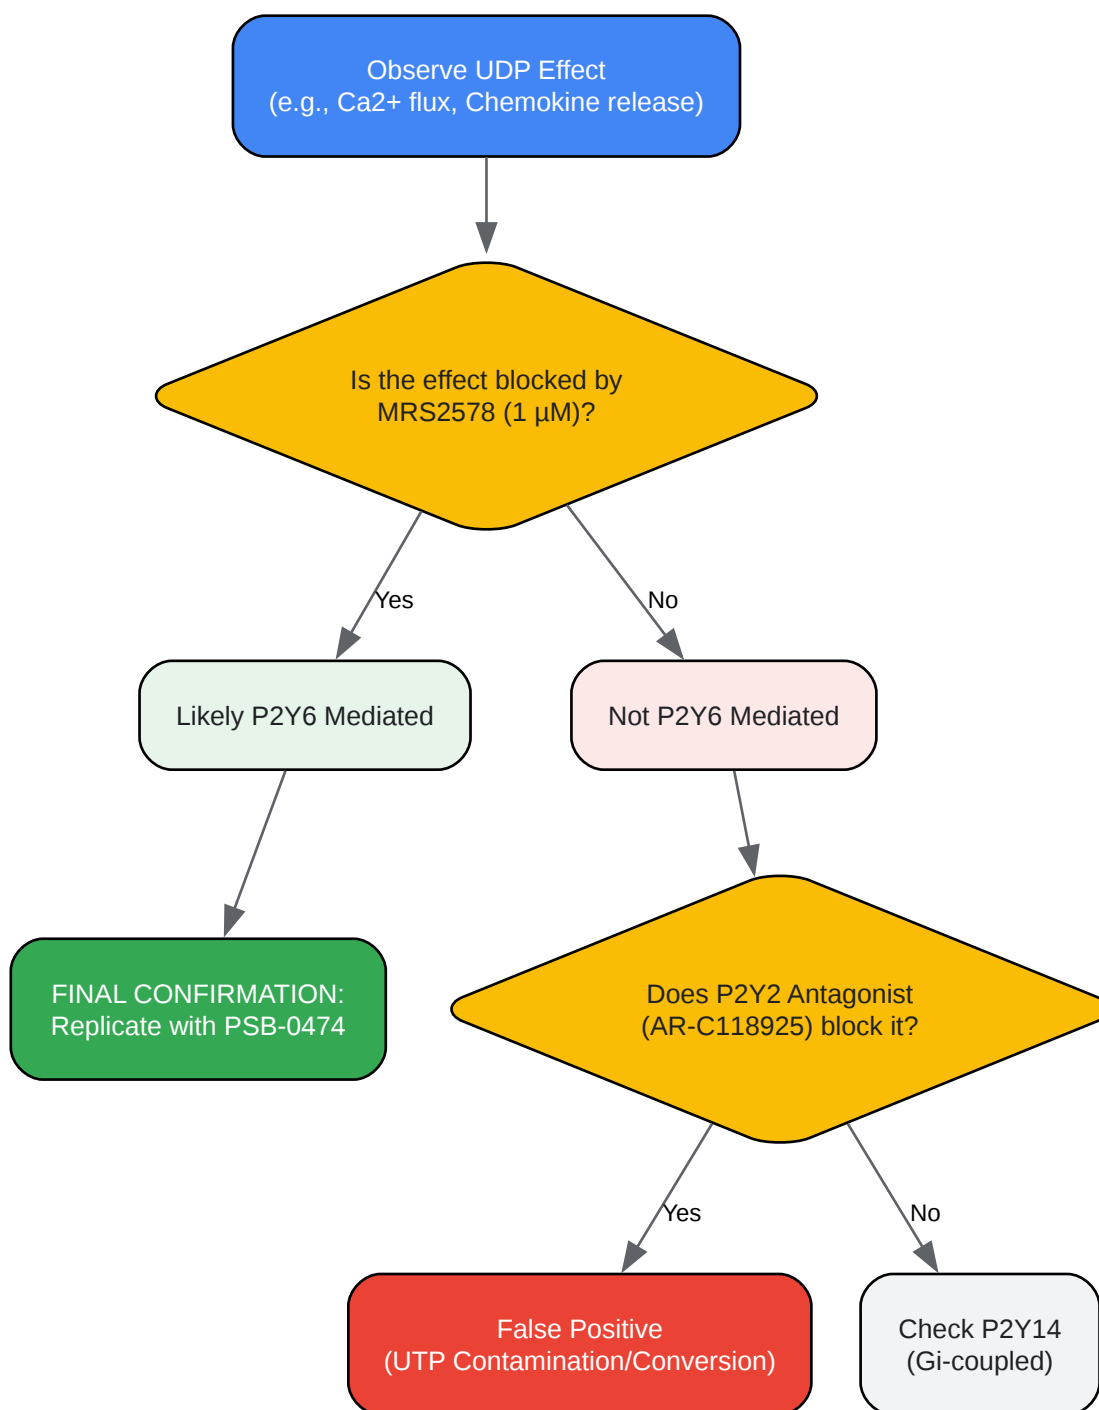 Observe UDP Effect
(e.g., Ca2+ flux, Chemokine release)
Is the effect blocked by
MRS2578 (1 µM)?
Yes
No
Likely P2Y6 Mediated
Not P2Y6 Mediated
FINAL CONFIRMATION:
Replicate with PSB-0474
Does P2Y2 Antagonist
(AR-C118925) block it?
Yes
No
False Positive
(UTP Contamination/Conversion)
Check P2Y14
(Gi-coupled)